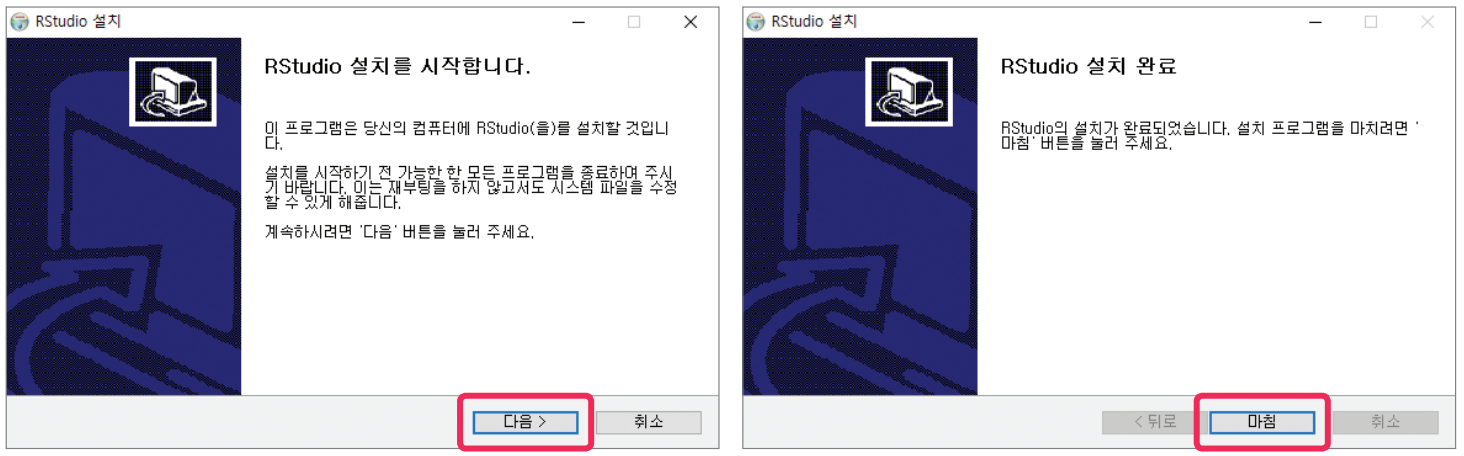 RStudio 설치
RStudio 설치를 시작합니다.
이 프로그램은 당신의 컴퓨터에 RStudio(을)를 설치할 것입니
다.
설치를 시작하기 전 가능한 한 모든 프로그램을 종료하여 주시
기 바랍니다. 이는 재부팅을 하지 않고서도 시스템 파일을 수정
할 수 있게 해줍니다.
계속하시려면 '다음' 버튼을 눌러 주세요.
다음 >
취소
RStudio 설치
RStudio 설치 완료
RStudio의 설치가 완료되었습니다. 설치 프로그램을 마치려면 '
마침' 버튼을 눌러 주세요.
< 뒤로
마침
취소